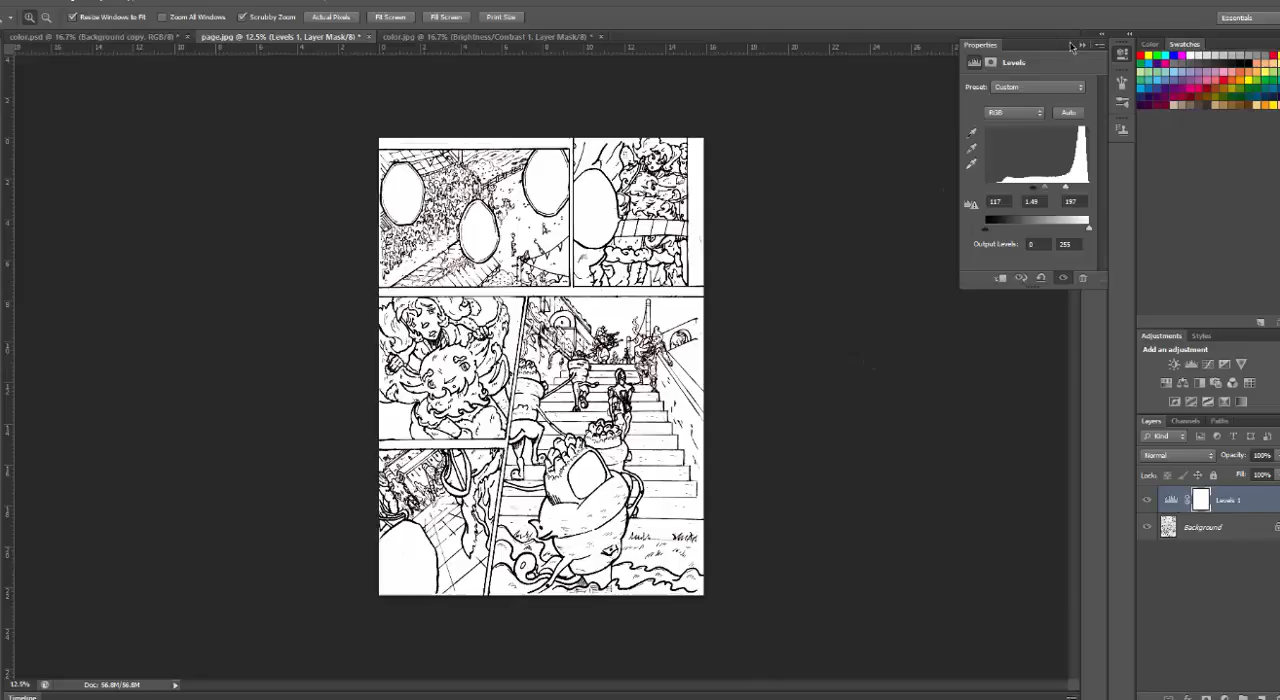 Resize Windows to Fit Zoom All Windows Scrubby Zoom Actual Pixels Fit Screen Fill Screen Print Size Essentials
color.psd @ 16.7% (Background copy, RGB/8) * × page.jpg @ 12.5% (Levels 1, Layer Mask/8) * × color.jpg @ 16.7% (Brightness/Contrast 1, Layer Mask/8) * ×
Properties
Levels
Preset: Custom
RGB Auto
117 1.49 197
Output Levels: 0 255
Color Swatches
Adjustments Styles
Add an adjustment
Layers Channels Paths
Kind
Normal Opacity: 100%
Lock: Fill: 100%
Levels 1
Background
12.5% Doc: 56.8M/56.8M
Timeline